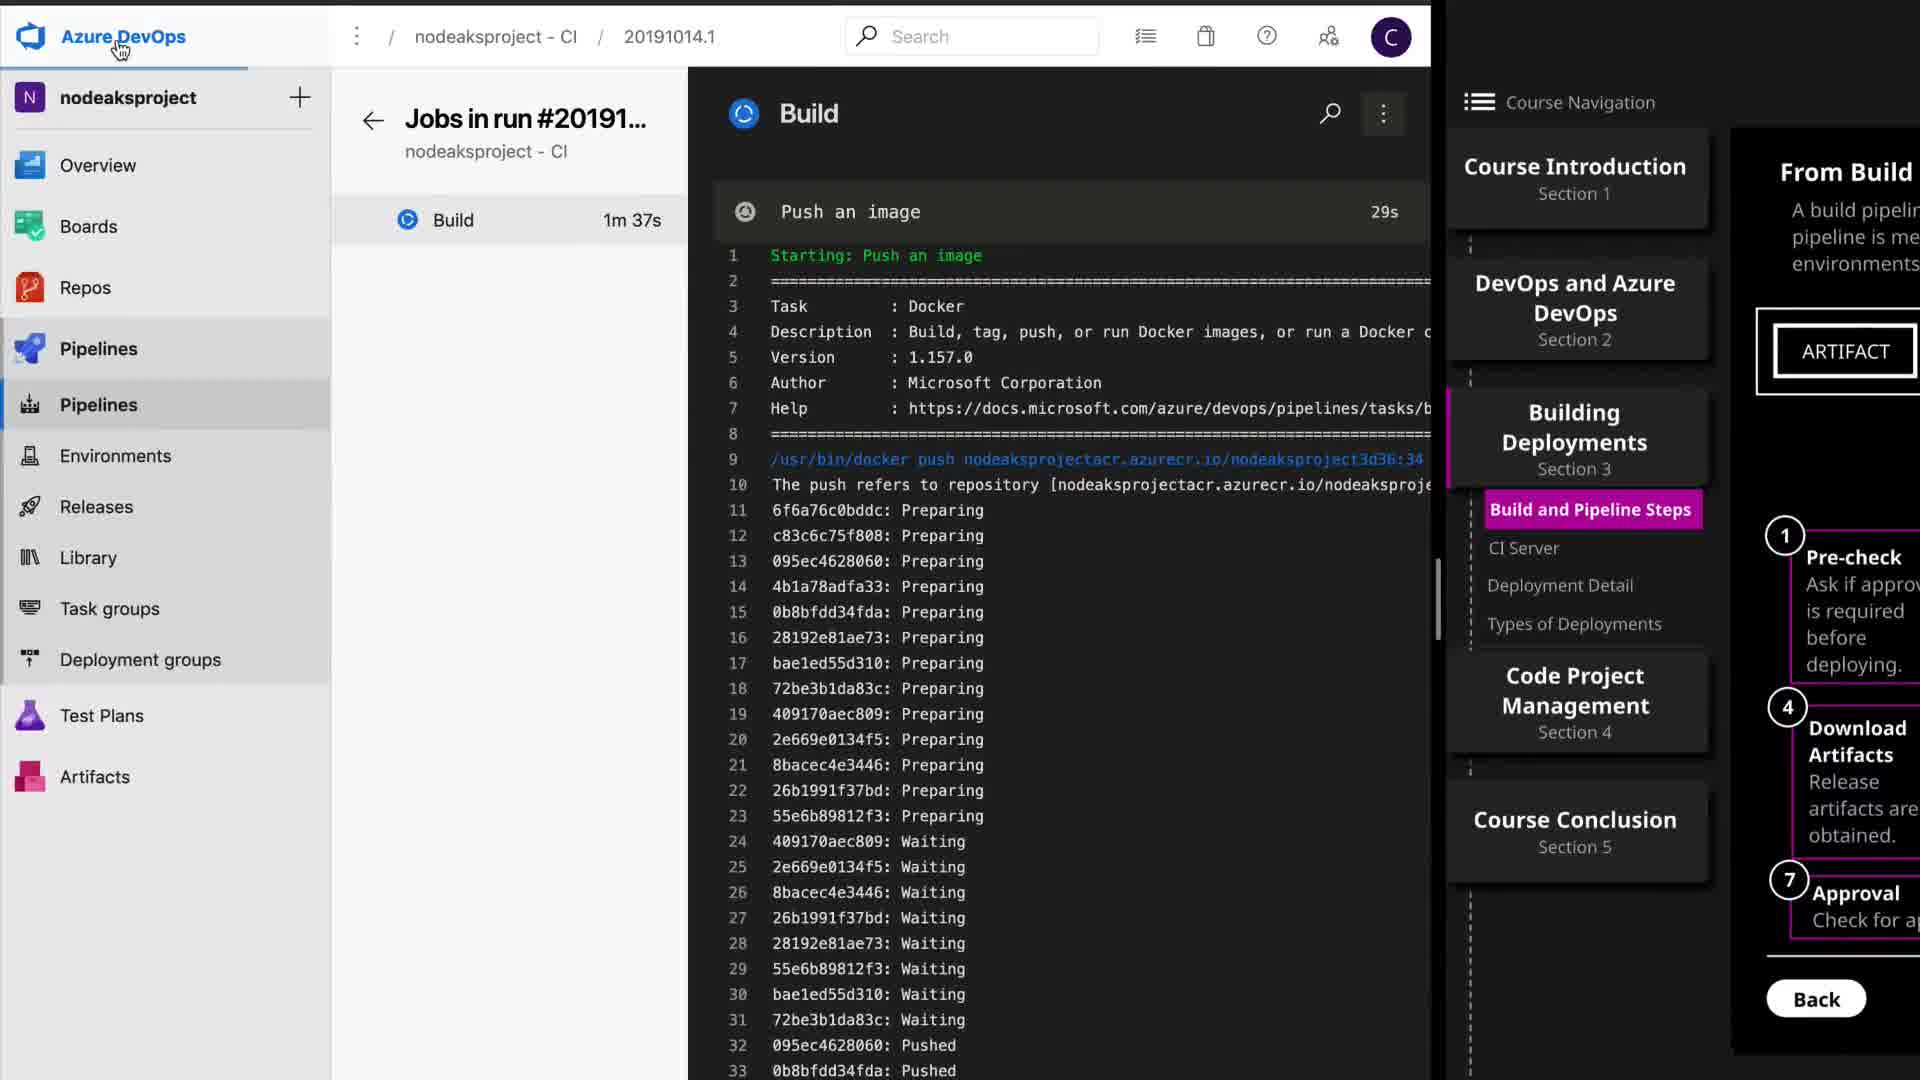 Azure DevOps
/ nodeaksproject - CI / 20191014.1
Search
C
N nodeaksproject
Overview
Boards
Repos
Pipelines
Pipelines
Environments
Releases
Library
Task groups
Deployment groups
Test Plans
Artifacts
Jobs in run #20191...
nodeaksproject - CI
Build 1m 37s
Build
Push an image 29s
1 Starting: Push an image
2 ==============================================================================
3 Task : Docker
4 Description : Build, tag, push, or run Docker images, or run a Docker c
5 Version : 1.157.0
6 Author : Microsoft Corporation
7 Help : https://docs.microsoft.com/azure/devops/pipelines/tasks/b
8 ==============================================================================
9 /usr/bin/docker push nodeaksprojectacr.azurecr.io/nodeaksproject3d36:34
10 The push refers to repository [nodeaksprojectacr.azurecr.io/nodeaksproje
11 6f6a76c0bddc: Preparing
12 c83c6c75f808: Preparing
13 095ec4628060: Preparing
14 4b1a78adfa33: Preparing
15 0b8bfdd34fda: Preparing
16 28192e81ae73: Preparing
17 bae1ed55d310: Preparing
18 72be3b1da83c: Preparing
19 409170aec809: Preparing
20 2e669e0134f5: Preparing
21 8bacec4e3446: Preparing
22 26b1991f37bd: Preparing
23 55e6b89812f3: Preparing
24 409170aec809: Waiting
25 2e669e0134f5: Waiting
26 8bacec4e3446: Waiting
27 26b1991f37bd: Waiting
28 28192e81ae73: Waiting
29 55e6b89812f3: Waiting
30 bae1ed55d310: Waiting
31 72be3b1da83c: Waiting
32 095ec4628060: Pushed
33 0b8bfdd34fda: Pushed
Course Navigation
Course Introduction
Section 1
DevOps and Azure
DevOps
Section 2
Building
Deployments
Section 3
Build and Pipeline Steps
CI Server
Deployment Detail
Types of Deployments
Code Project
Management
Section 4
Course Conclusion
Section 5
From Build
A build pipelin
pipeline is me
environments
ARTIFACT
1
Pre-check
Ask if approv
is required
before
deploying.
4
Download
Artifacts
Release
artifacts are
obtained.
7
Approval
Check for ap
Back